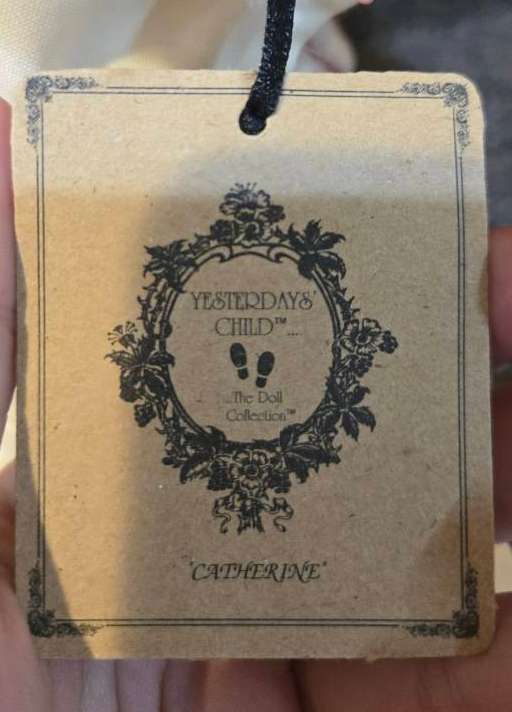 YESTERDAYS'
CHILD™...
...The Doll
Collection™
"CATHERINE"